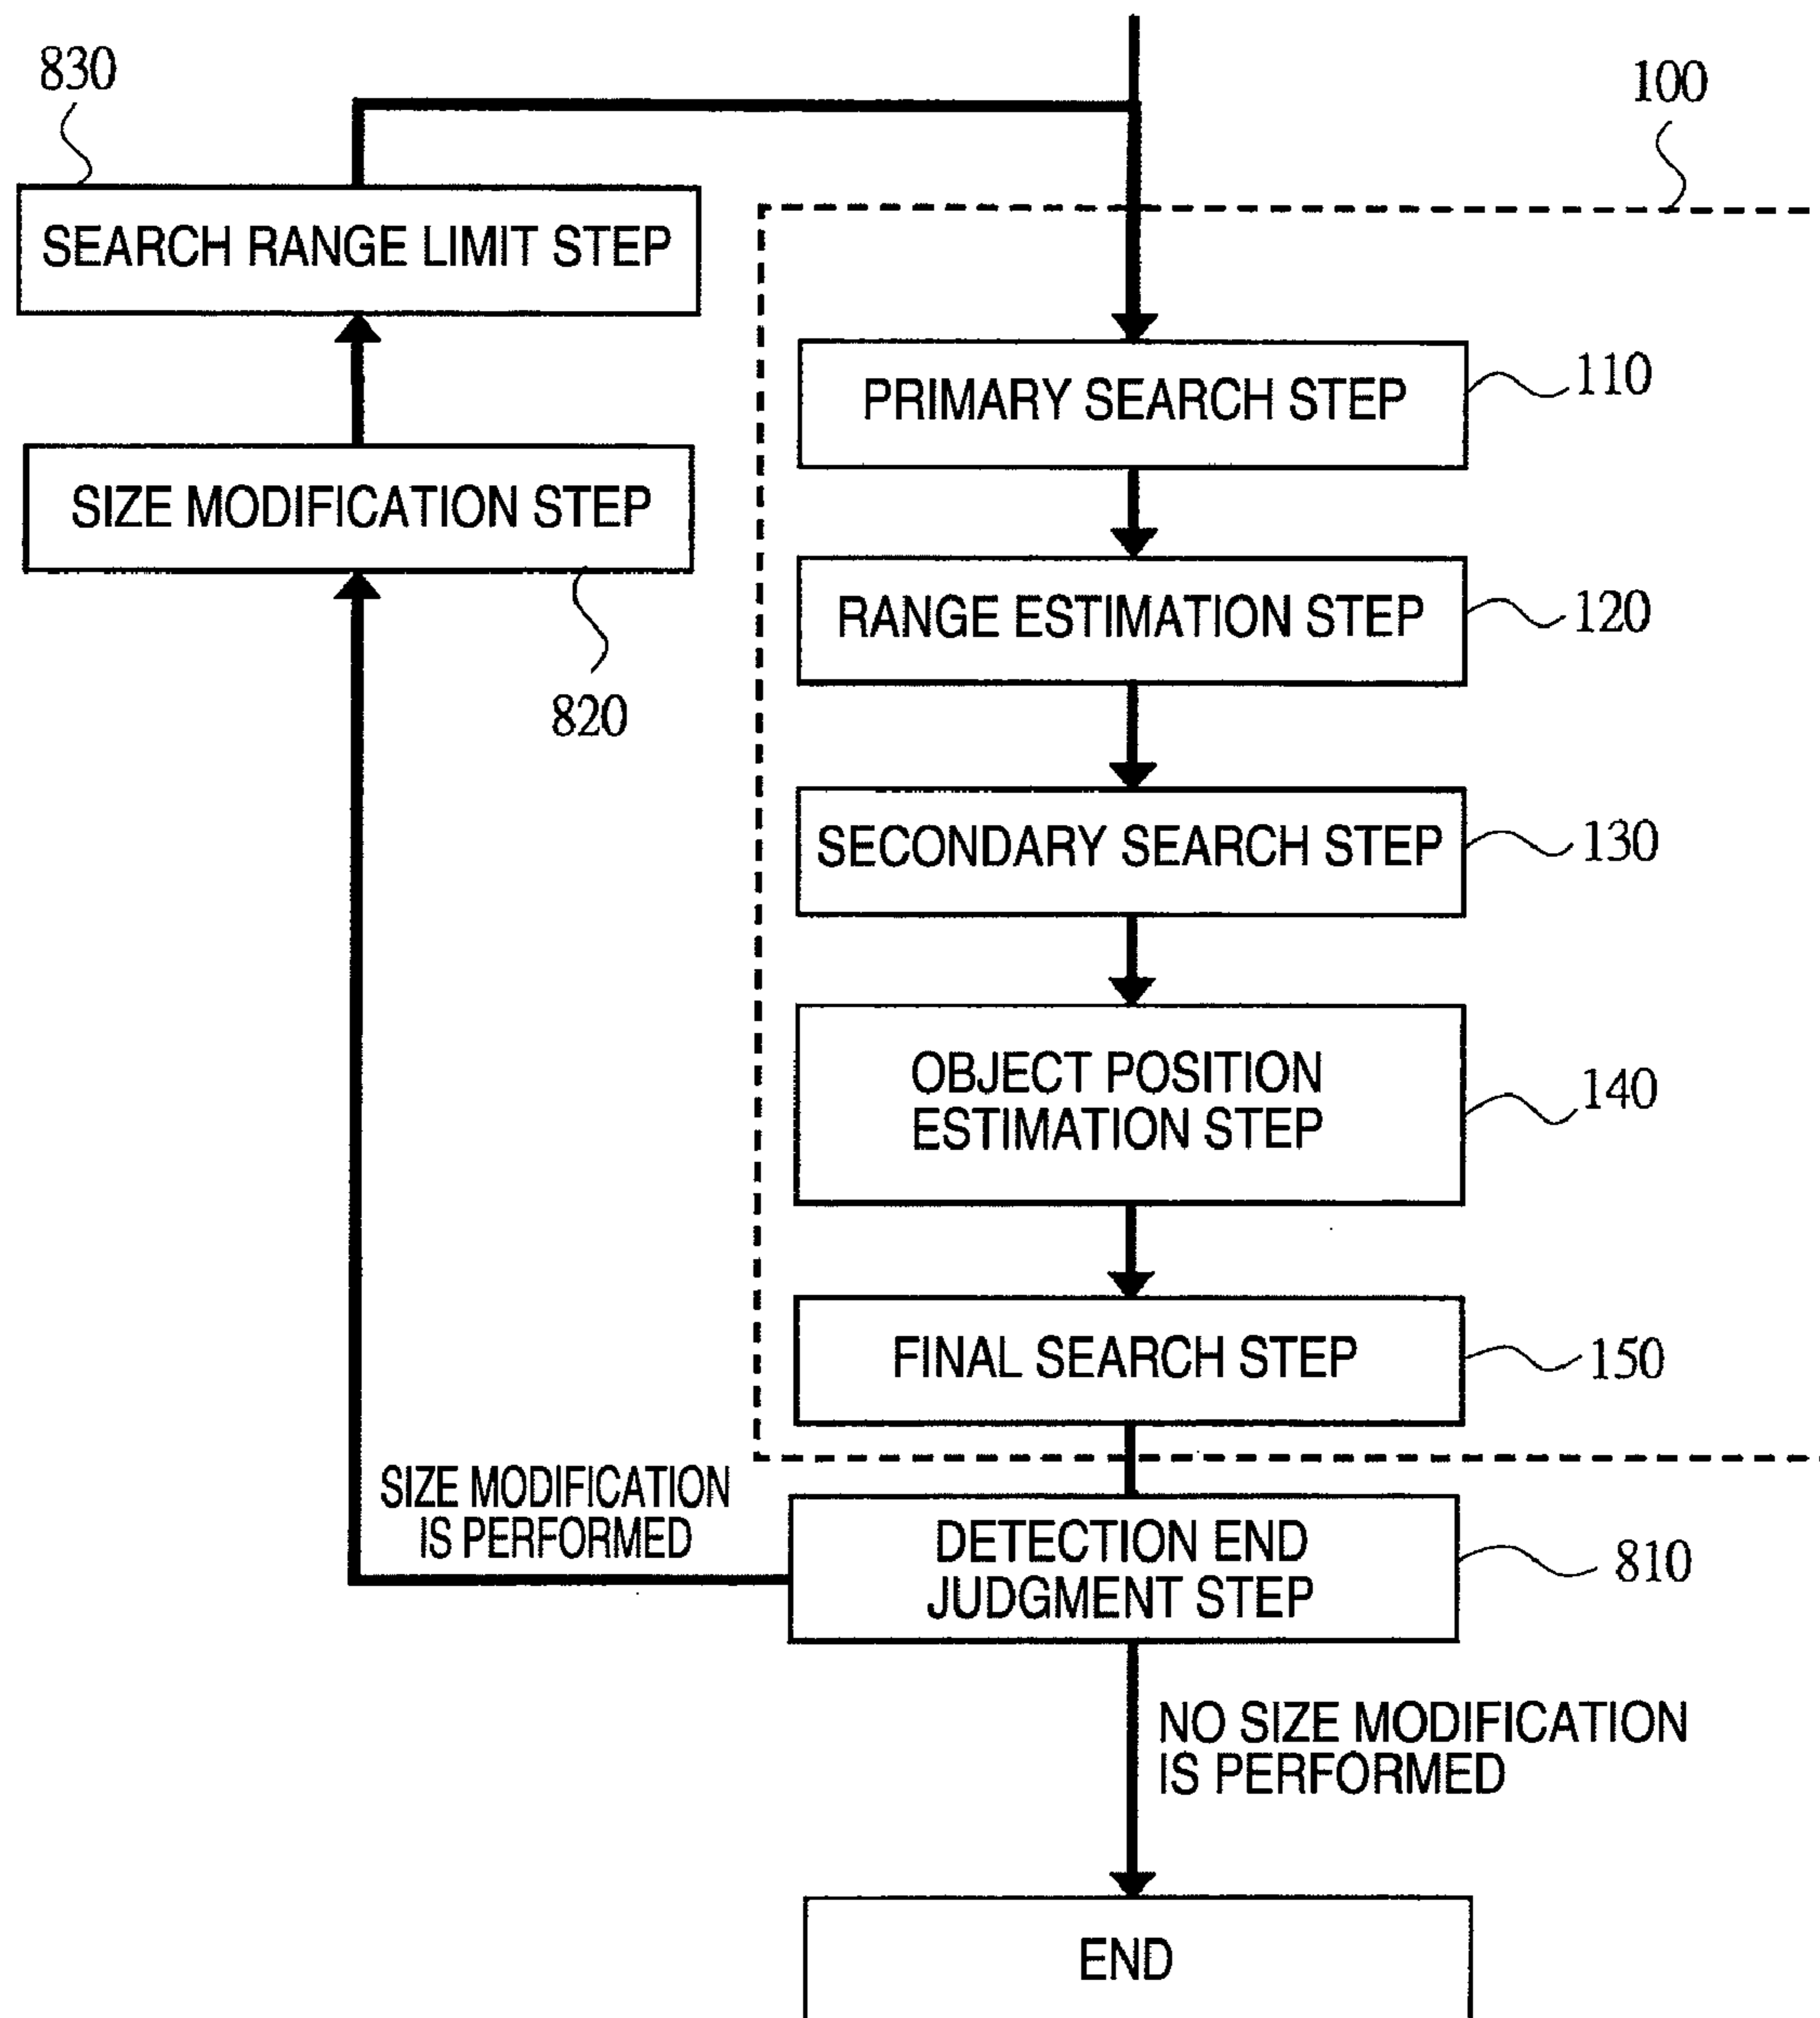 830
100
SEARCH RANGE LIMIT STEP
PRIMARY SEARCH STEP
110
SIZE MODIFICATION STEP
RANGE ESTIMATION STEP
120
820
SECONDARY SEARCH STEP
130
OBJECT POSITION
ESTIMATION STEP
140
FINAL SEARCH STEP
150
SIZE MODIFICATION
IS PERFORMED
DETECTION END
JUDGMENT STEP
810
NO SIZE MODIFICATION
IS PERFORMED
END